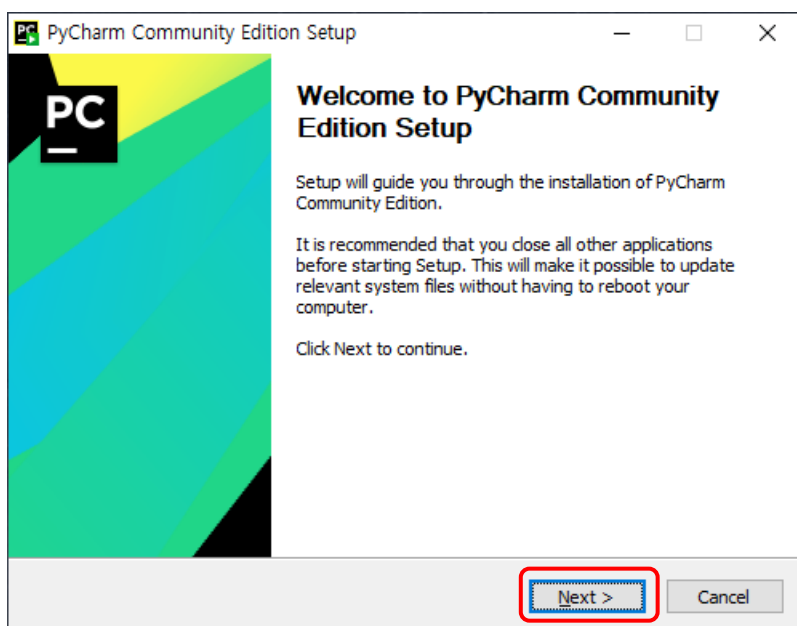 PyCharm Community Edition Setup
PC
Welcome to PyCharm Community
Edition Setup
Setup will guide you through the installation of PyCharm
Community Edition.
It is recommended that you close all other applications
before starting Setup. This will make it possible to update
relevant system files without having to reboot your
computer.
Click Next to continue.
Next >
Cancel